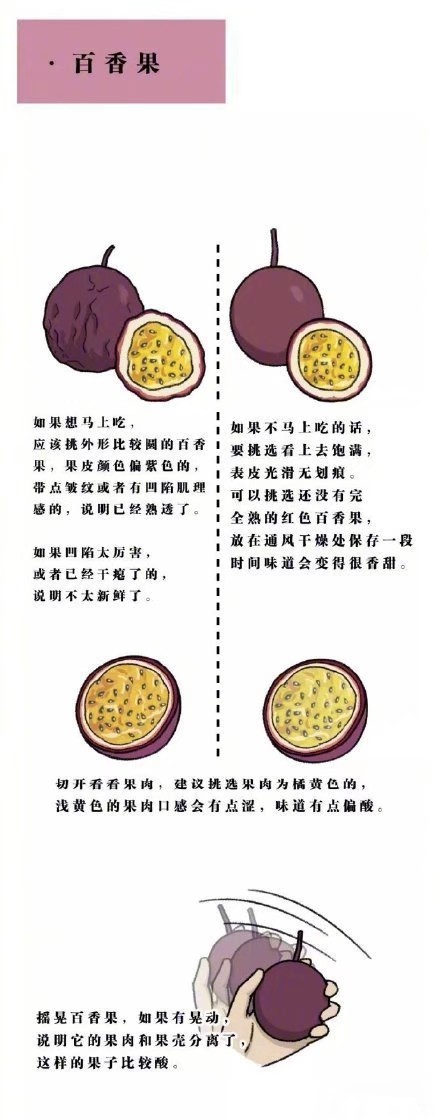 · 百香果
如果想马上吃，
应该挑外形比较圆的百香
果，果皮颜色偏紫色的，
带点皱纹或者有凹陷肌理
感的，说明已经熟透了。
如果凹陷太厉害，
或者已经干瘪了的，
说明不太新鲜了。
如果不马上吃的话，
要挑选看上去饱满，
表皮光滑无划痕。
可以挑选还没有完
全熟的红色百香果，
放在通风干燥处保存一段
时间味道会变得很香甜。
切开看看果肉，建议挑选果肉为橘黄色的，
浅黄色的果肉口感会有点涩，味道有点偏酸。
摇晃百香果，如果有晃动，
说明它的果肉和果壳分离了，
这样的果子比较酸。